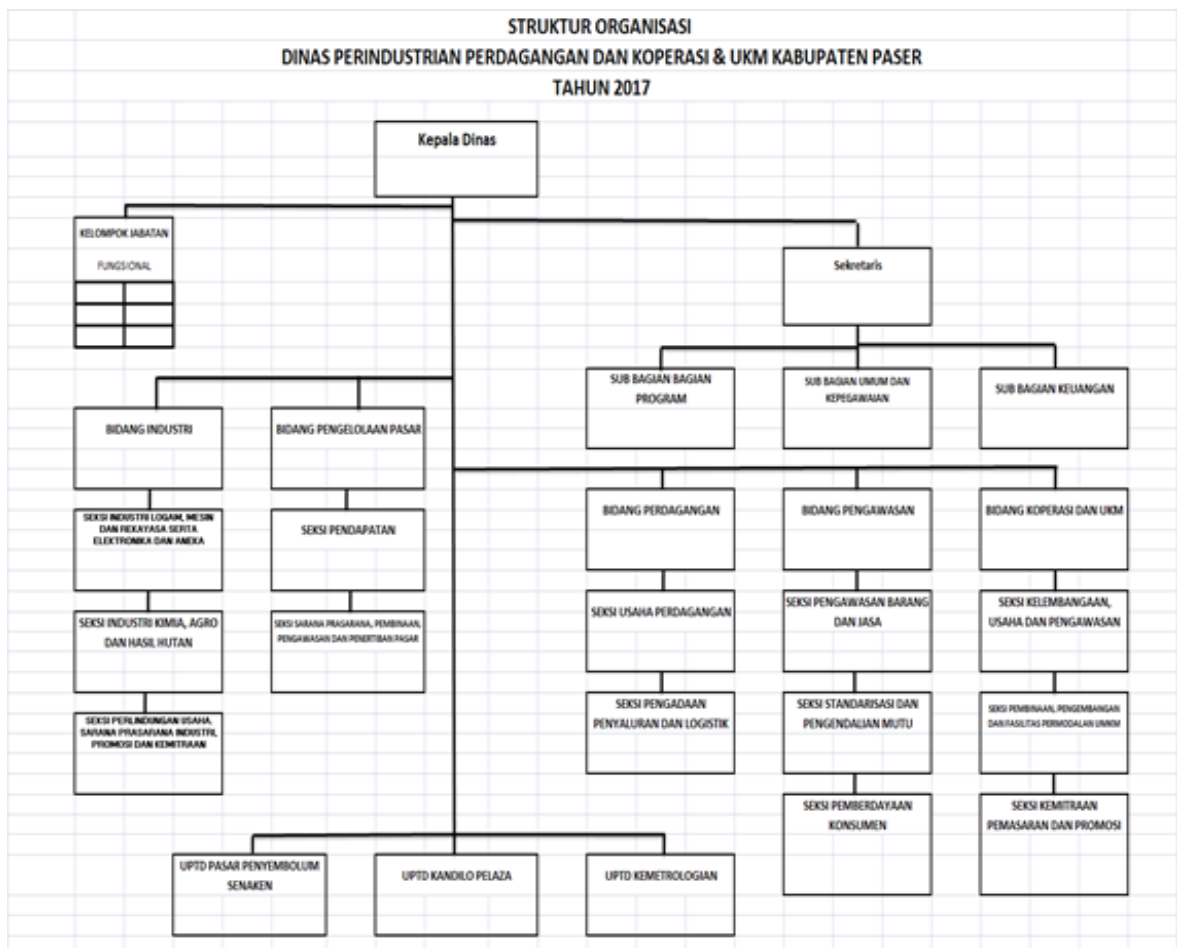 STRUKTUR ORGANISASI
DINAS PERINDUSTRIAN PERDAGANGAN DAN KOPERASI & UKM KABUPATEN PASER
TAHUN 2017
Kepala Dinas
KELOMPOK JABATAN
FUNGSIONAL
Sekretaris
SUB BAGIAN BAGIAN
PROGRAM
SUB BAGIAN UMUM DAN
KEPEGAWAIAN
SUB BAGIAN KEUANGAN
BIDANG INDUSTRI
BIDANG PENGELOLAAN PASAR
SEKSI INDUSTRI LOGAM, MESIN
DAN REKAYASA SERTA
ELEKTRONIKA DAN ANEKA
SEKSI PENDAPATAN
SEKSI INDUSTRI KIMIA, AGRO
DAN HASIL HUTAN
SEKSI SARANA PRASARANA, PEMBINAAN,
PENGAWASAN DAN PENERTIBAN PASAR
SEKSI PERLINDUNGAN USAHA,
SARANA PRASARANA INDUSTRI,
PROMOSI DAN KEMITRAAN
BIDANG PERDAGANGAN
BIDANG PENGAWASAN
BIDANG KOPERASI DAN UKM
SEKSI USAHA PERDAGANGAN
SEKSI PENGAWASAN BARANG
DAN JASA
SEKSI KELEMBANGAAN,
USAHA DAN PENGAWASAN
SEKSI PENGADAAN
PENYALURAN DAN LOGISTIK
SEKSI STANDARISASI DAN
PENGENDALIAN MUTU
SEKSI PEMBINAAN, PENGEMBANGAN
DAN FASILITAS PERMODALAN UMKM
SEKSI PEMBERDAYAAN
KONSUMEN
SEKSI KEMITRAAN
PEMASARAN DAN PROMOSI
UPTD PASAR PENYEMBOLUM
SENAKEN
UPTD KANDILO PELAZA
UPTD KEMETROLOGIAN